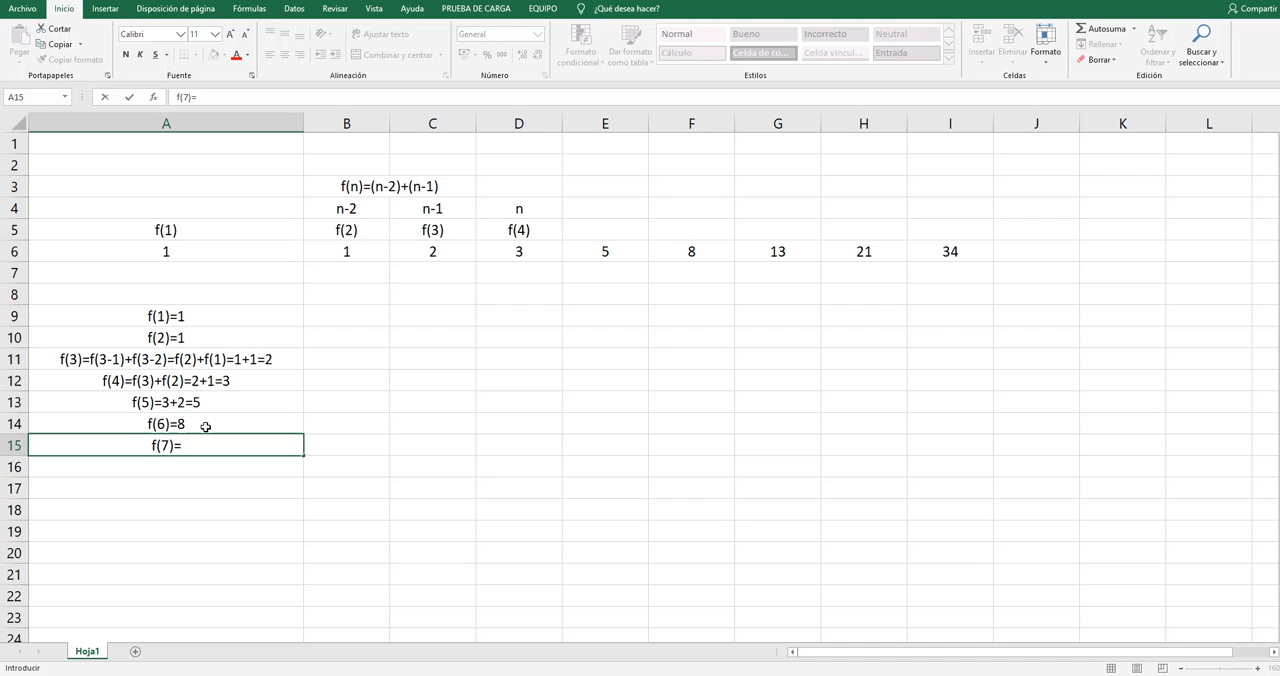 Archivo Inicio Insertar Disposición de página Fórmulas Datos Revisar Vista Ayuda PRUEBA DE CARGA EQUIPO ¿Qué desea hacer? Compartir
Pegar
Cortar
Copiar
Copiar formato
Portapapeles
Calibri 11
N K S
Fuente
Ajustar texto
Combinar y centrar
Alineación
General
% 000
Número
Formato condicional
Dar formato como tabla
Normal Bueno Incorrecto Neutral
Cálculo Celda de co... Celda vincul... Entrada
Estilos
Insertar Eliminar Formato
Celdas
Autosuma
Rellenar
Borrar
Ordenar y filtrar
Buscar y seleccionar
Edición
A15 fx f(7)=
A B C D E F G H I J K L
1
2
3 f(n)=(n-2)+(n-1)
4 n-2 n-1 n
5 f(1) f(2) f(3) f(4)
6 1 1 2 3 5 8 13 21 34
7
8
9 f(1)=1
10 f(2)=1
11 f(3)=f(3-1)+f(3-2)=f(2)+f(1)=1+1=2
12 f(4)=f(3)+f(2)=2+1=3
13 f(5)=3+2=5
14 f(6)=8
15 f(7)=
16
17
18
19
20
21
22
23
24
Hoja1
Introducir